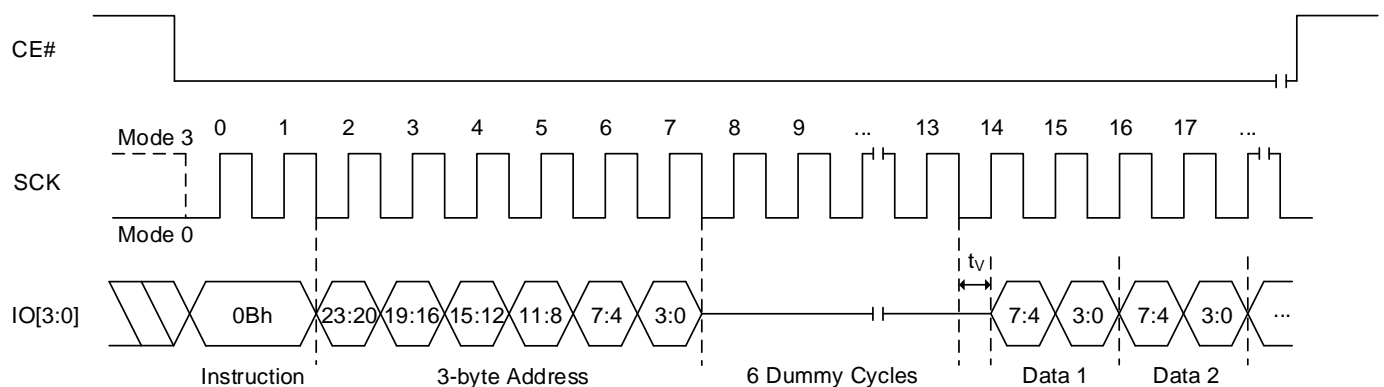 CE#
0 1 2 3 4 5 6 7 8 9 ... 13 14 15 16 17 ...
Mode 3
SCK
Mode 0
tV
IO[3:0]
0Bh 23:20 19:16 15:12 11:8 7:4 3:0 7:4 3:0 7:4 3:0 ...
Instruction 3-byte Address 6 Dummy Cycles Data 1 Data 2